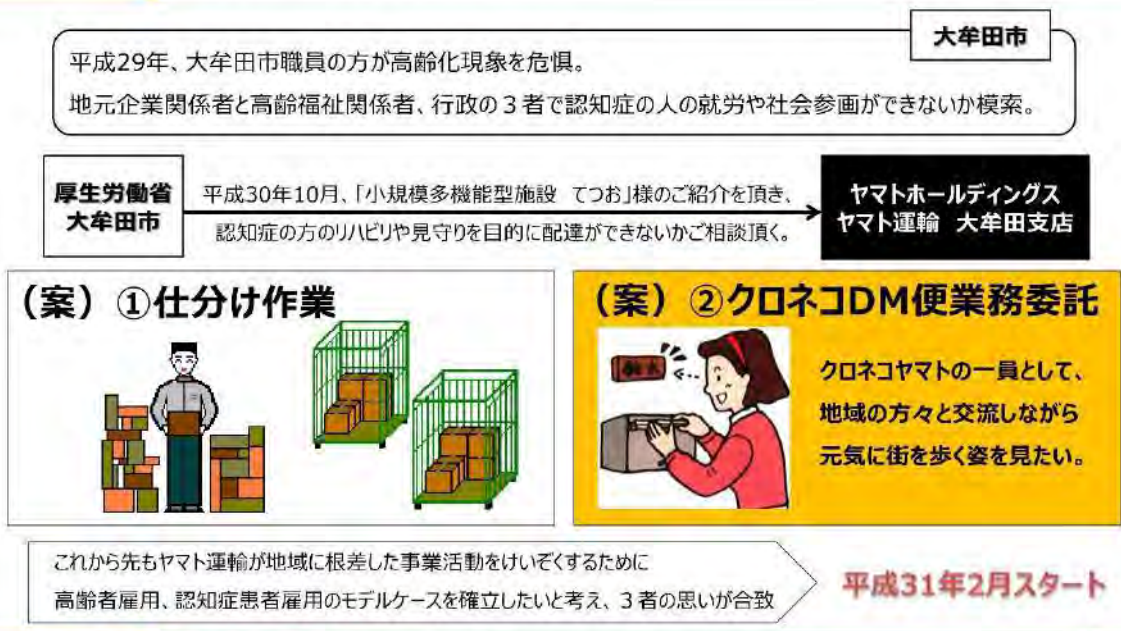 大牟田市
平成29年、大牟田市職員の方が高齢化現象を危惧。
地元企業関係者と高齢福祉関係者、行政の３者で認知症の人の就労や社会参画ができないか模索。
厚生労働省
大牟田市
平成30年10月、「小規模多機能型施設　てつお」様のご紹介を頂き、
認知症の方のリハビリや見守りを目的に配達ができないかご相談頂く。
ヤマトホールディングス
ヤマト運輸　大牟田支店
（案）①仕分け作業
（案）②クロネコDM便業務委託
クロネコヤマトの一員として、
地域の方々と交流しながら
元気に街を歩く姿を見たい。
これから先もヤマト運輸が地域に根差した事業活動をけいぞくするために
高齢者雇用、認知症患者雇用のモデルケースを確立したいと考え、３者の思いが合致
平成31年2月スタート